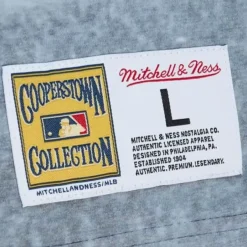 COOPERSTOWN
COLLECTION
MITCHELLANDNESS/MLB
Mitchell & Ness
L
MITCHELL & NESS NOSTALGIA CO.
AUTHENTIC LICENSED APPAREL
DESIGNED IN PHILADELPHIA, PA.
ESTABLISHED 1904
AUTHENTIC. PREMIUM. LEGENDARY.